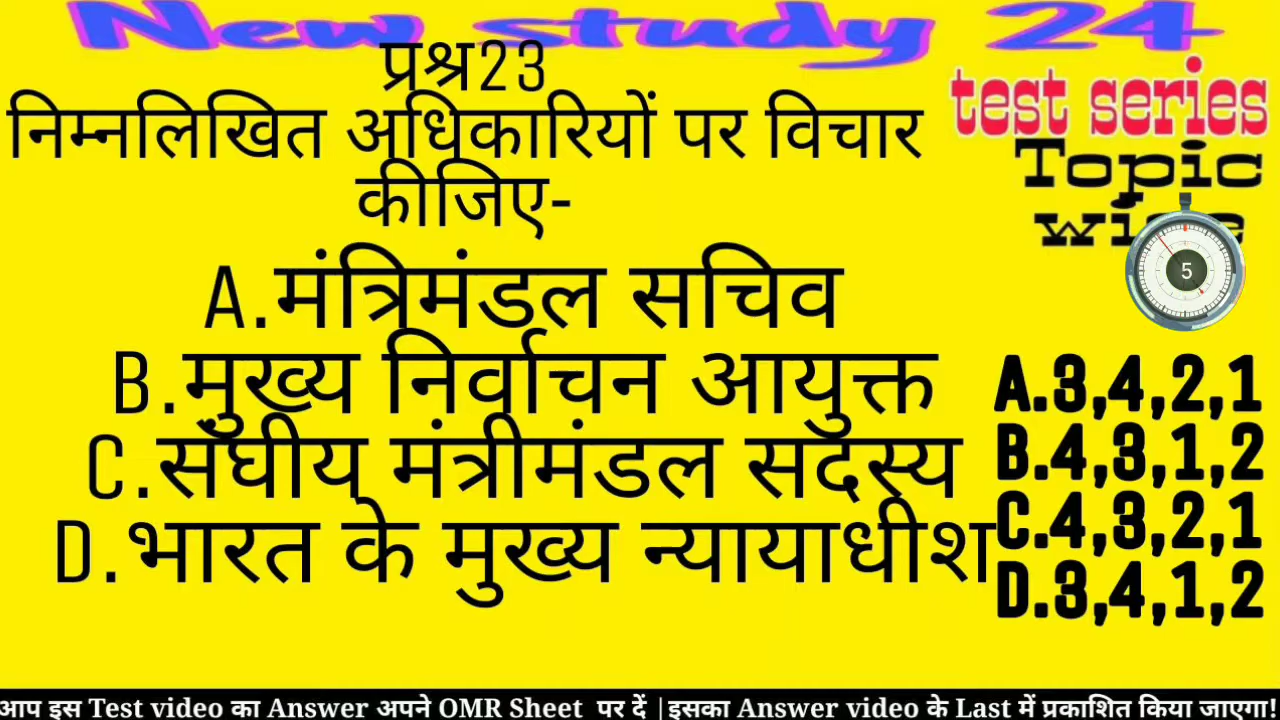 New study 24
प्रश्न23
निम्नलिखित अधिकारियों पर विचार
कीजिए-
test series
Topic
wise
5
A.मंत्रिमंडल सचिव
B.मुख्य निर्वाचन आयुक्त
C.संघीय मंत्रीमंडल सदस्य
D.भारत के मुख्य न्यायाधीश
A.3,4,2,1
B.4,3,1,2
C.4,3,2,1
D.3,4,1,2
आप इस Test video का Answer अपने OMR Sheet पर दें |इसका Answer video के Last में प्रकाशित किया जाएगा!